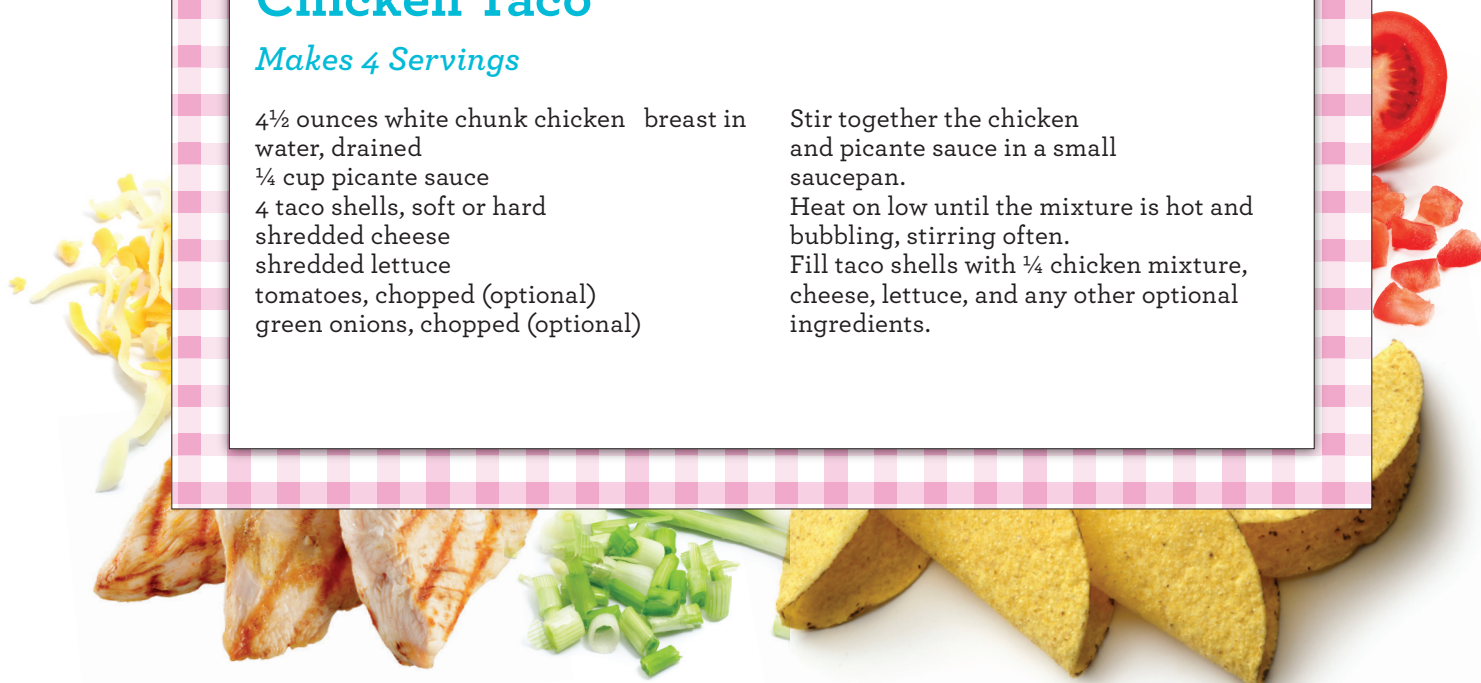 Chicken Taco
Makes 4 Servings
4½ ounces white chunk chicken breast in
water, drained
¼ cup picante sauce
4 taco shells, soft or hard
shredded cheese
shredded lettuce
tomatoes, chopped (optional)
green onions, chopped (optional)
Stir together the chicken
and picante sauce in a small
saucepan.
Heat on low until the mixture is hot and
bubbling, stirring often.
Fill taco shells with ¼ chicken mixture,
cheese, lettuce, and any other optional
ingredients.